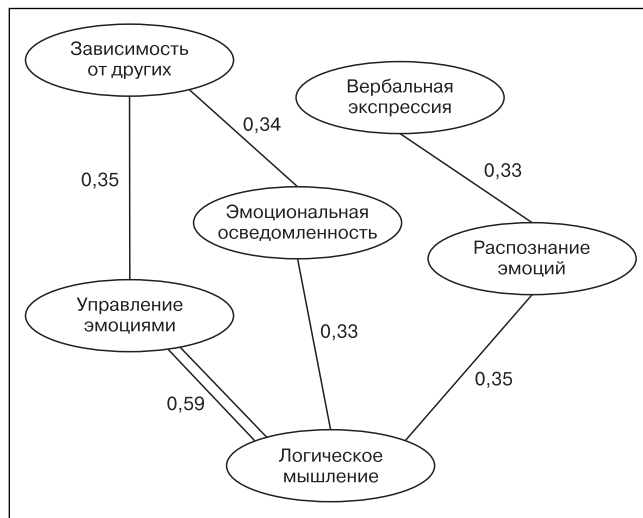 Зависимость
от других
Вербальная
экспрессия
0,34
0,35
0,33
Эмоциональная
осведомленность
Распознание
эмоций
Управление
эмоциями
0,33
0,35
0,59
Логическое
мышление